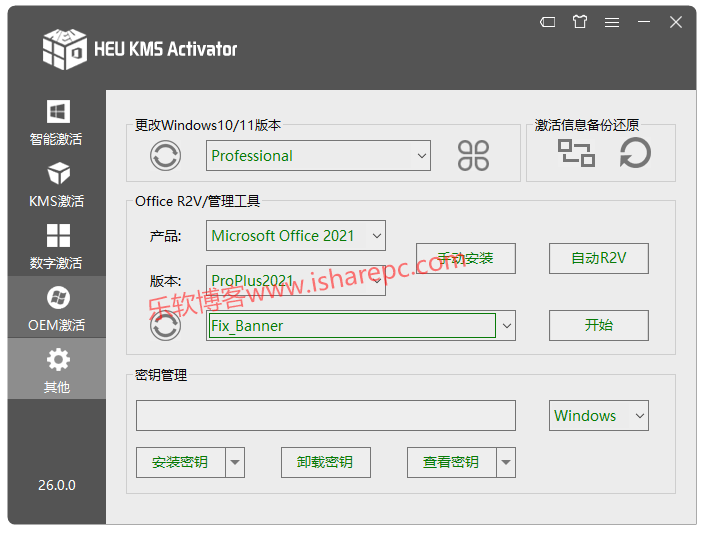 HEU KMS Activator
智能激活
KMS激活
数字激活
OEM激活
其他
26.0.0
更改Windows10/11版本
Professional
激活信息备份还原
Office R2V/管理工具
产品:
Microsoft Office 2021
手动安装
自动R2V
版本:
ProPlus2021
乐软博客www.isharepc.com
Fix_Banner
开始
密钥管理
Windows
安装密钥
卸载密钥
查看密钥